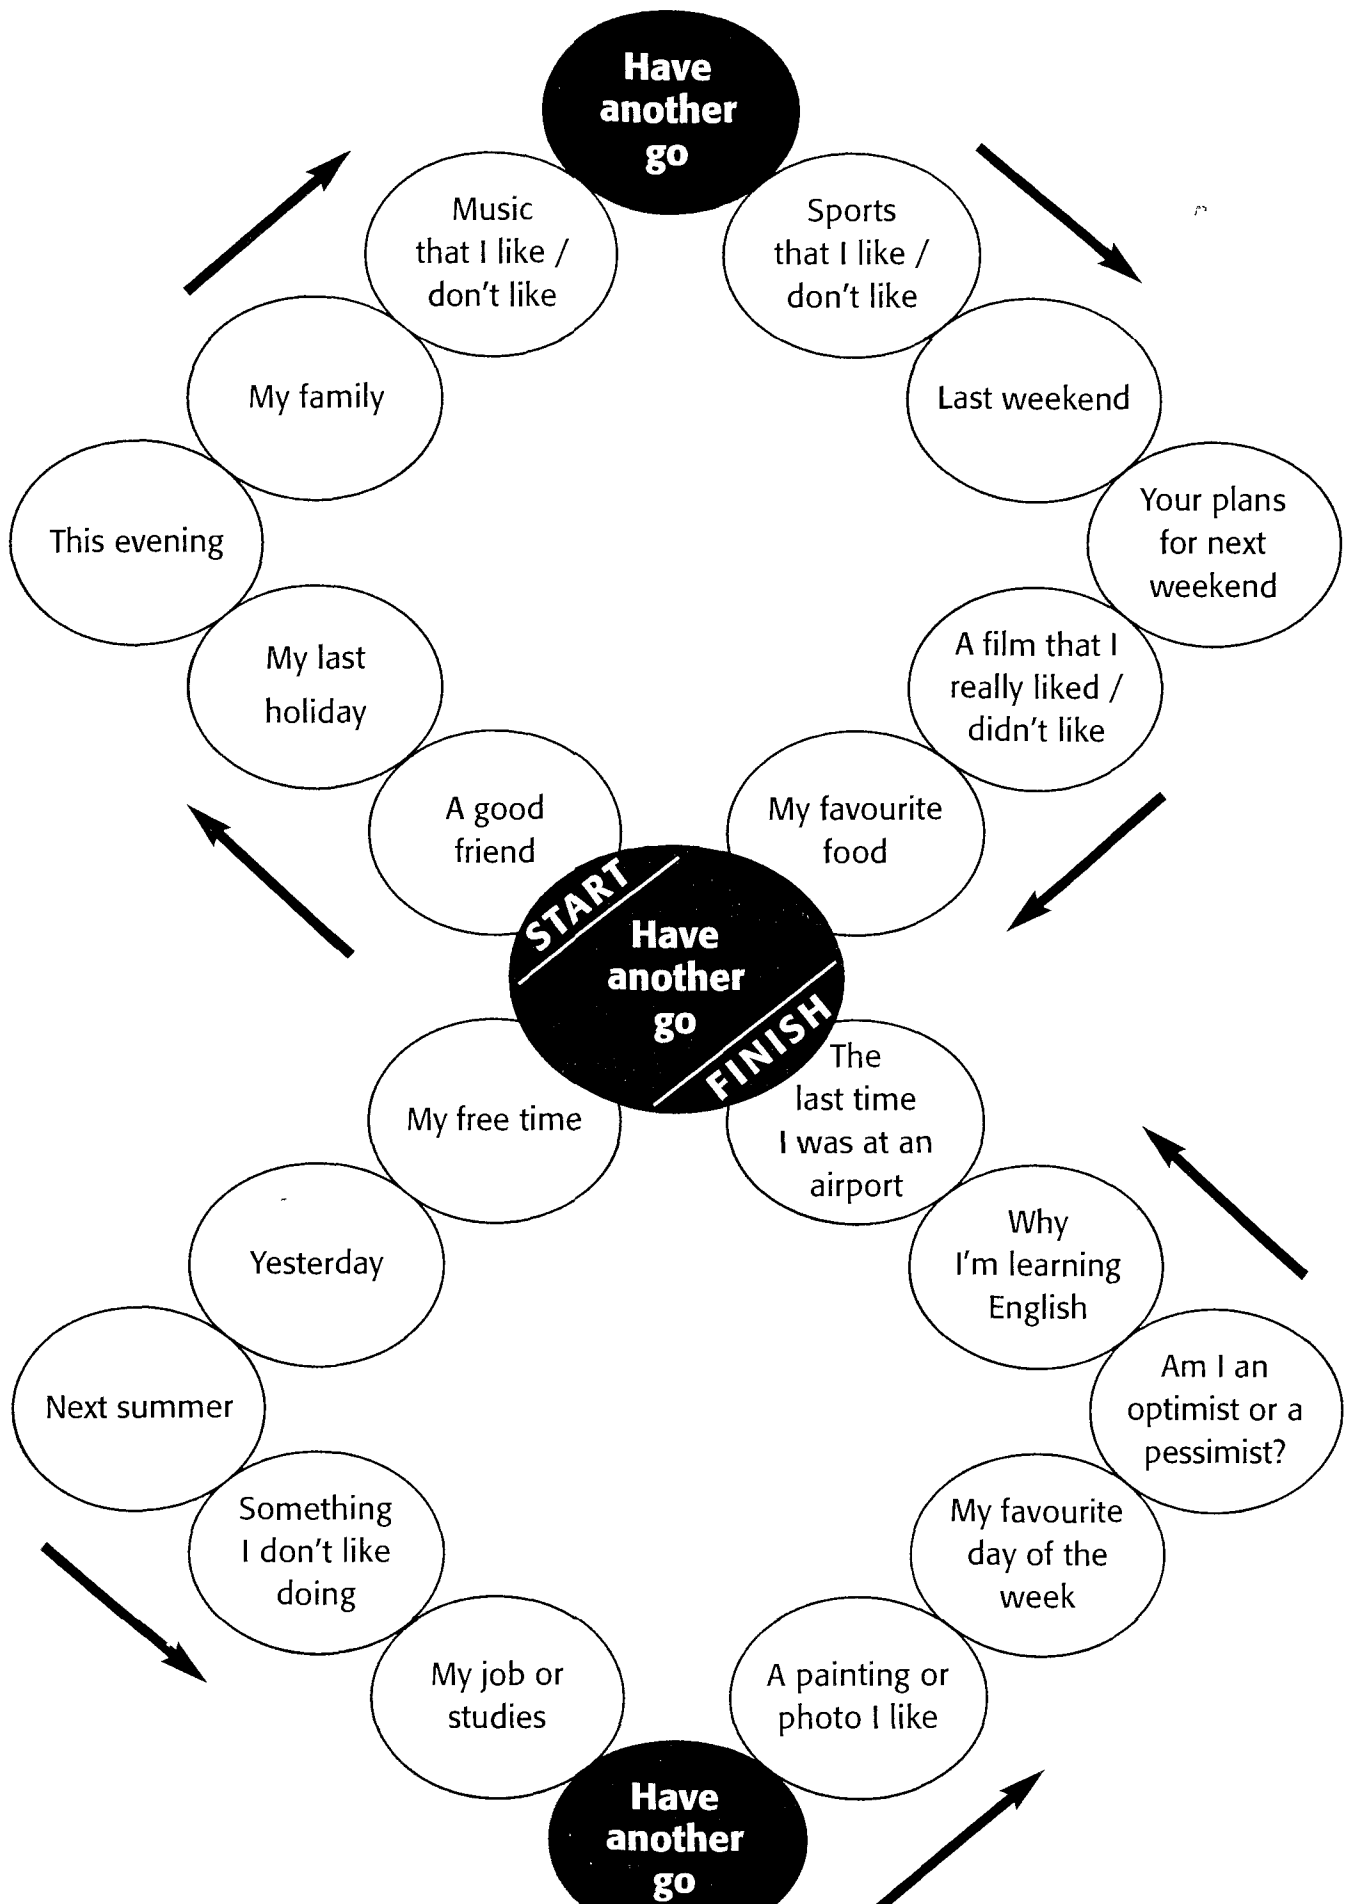 Have
another
go
Music
that I like /
don't like
Sports
that I like /
don't like
My family
Last weekend
This evening
Your plans
for next
weekend
My last
holiday
A film that I
really liked /
didn't like
A good
friend
My favourite
food
START
Have
another
go
FINISH
My free time
The
last time
I was at an
airport
Yesterday
Why
I'm learning
English
Next summer
Am I an
optimist or a
pessimist?
Something
I don't like
doing
My favourite
day of the
week
My job or
studies
A painting or
photo I like
Have
another
go